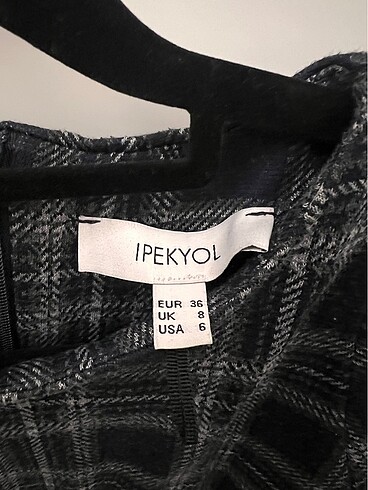 IPEKYOL
EUR 36
UK 8
USA 6